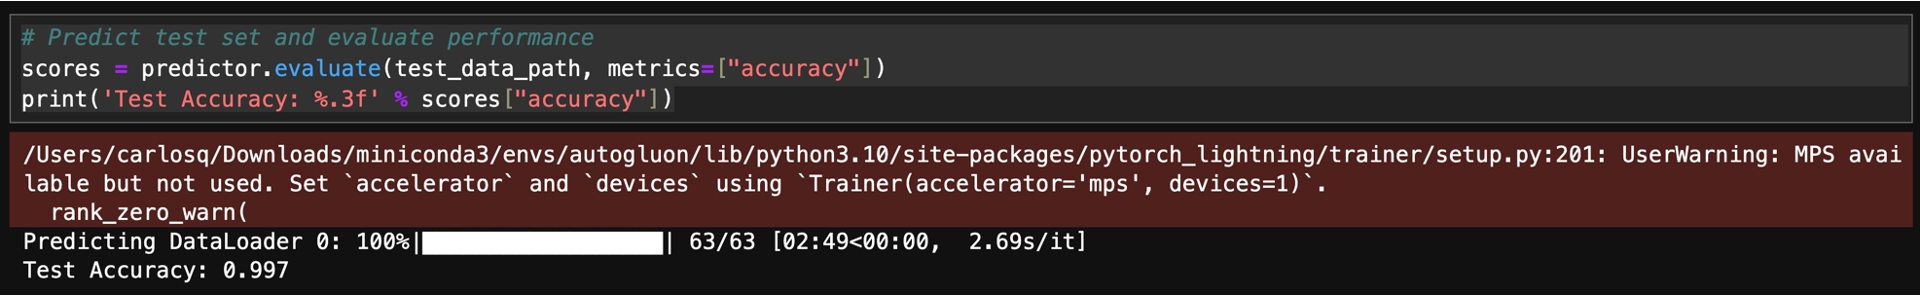 # Predict test set and evaluate performance
scores = predictor.evaluate(test_data_path, metrics=["accuracy"])
print('Test Accuracy: %.3f' % scores["accuracy"])
/Users/carlosq/Downloads/miniconda3/envs/autogluon/lib/python3.10/site-packages/pytorch_lightning/trainer/setup.py:201: UserWarning: MPS avai
lable but not used. Set `accelerator` and `devices` using `Trainer(accelerator='mps', devices=1)`.
  rank_zero_warn(
Predicting DataLoader 0: 100%|██████████| 63/63 [02:49<00:00,  2.69s/it]
Test Accuracy: 0.997